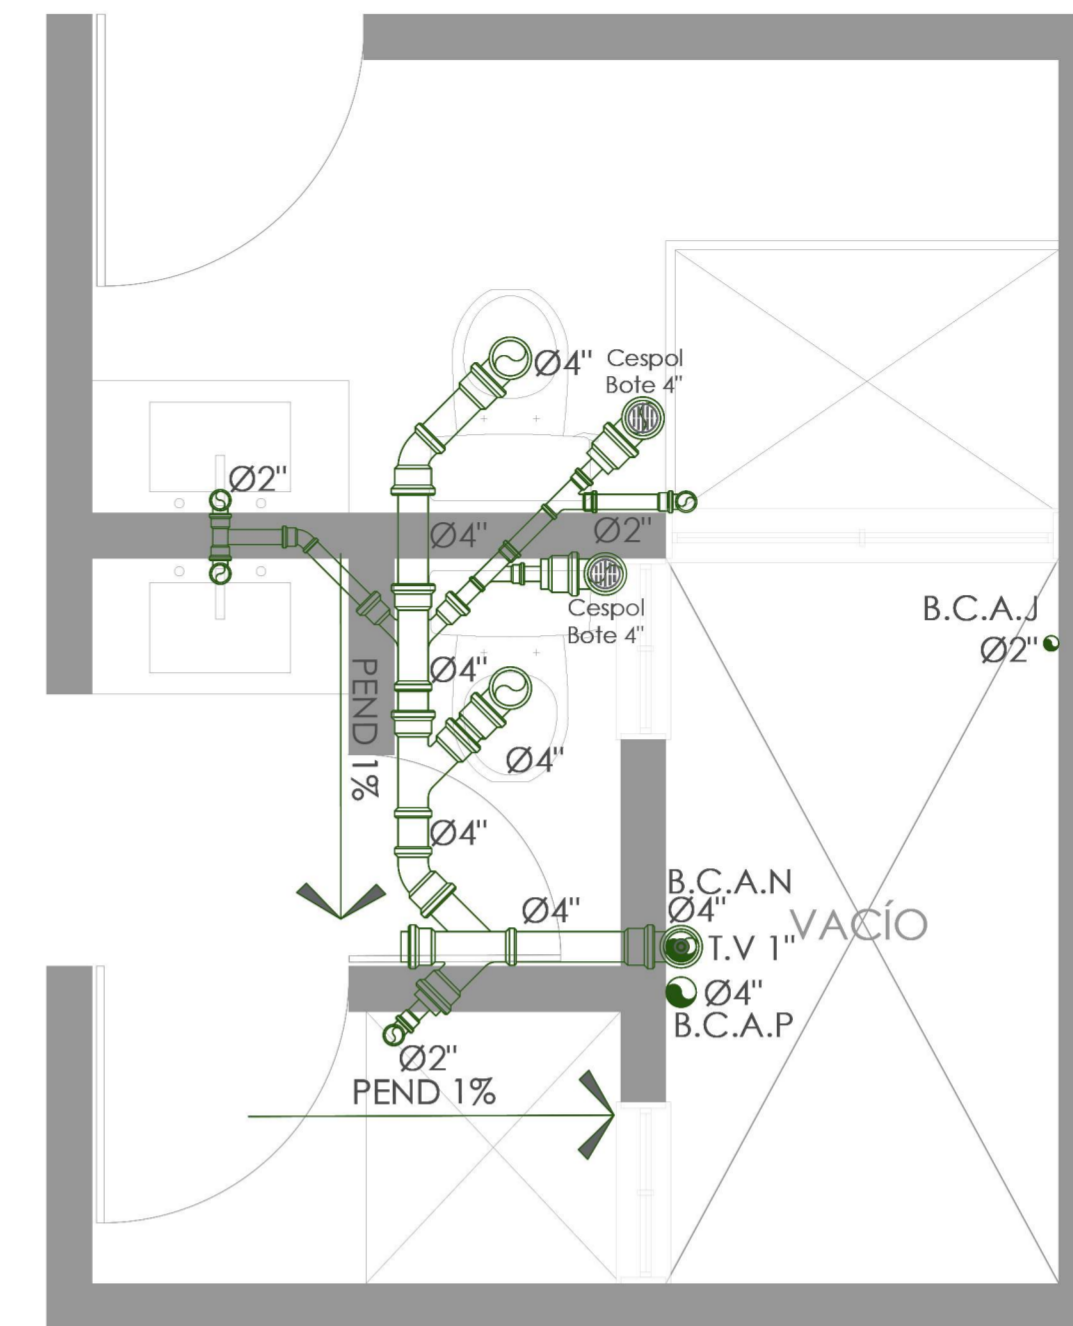 Ø4"
Cespol
Bote 4"
Ø2"
Ø4"
Ø2"
Cespol
Bote 4"
B.C.A.J
Ø2"
Ø4"
PEND 1%
Ø4"
Ø4"
B.C.A.N
Ø4"
Ø4"
VACÍO
T.V 1"
Ø4"
B.C.A.P
Ø2"
PEND 1%